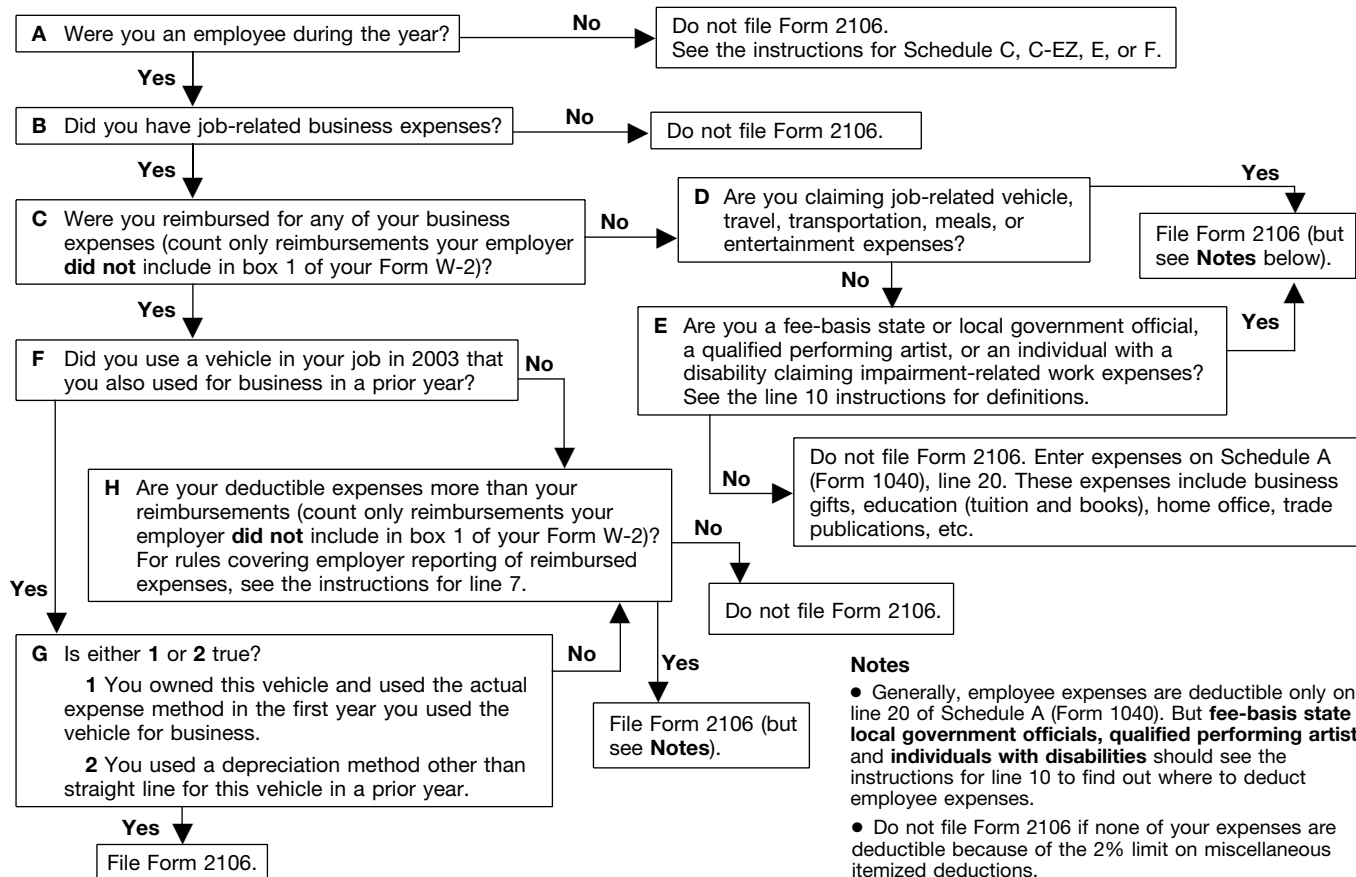 A Were you an employee during the year?
No
Do not file Form 2106.
See the instructions for Schedule C, C-EZ, E, or F.
Yes
B Did you have job-related business expenses?
No
Do not file Form 2106.
Yes
C Were you reimbursed for any of your business
expenses (count only reimbursements your employer
did not include in box 1 of your Form W-2)?
No
D Are you claiming job-related vehicle,
travel, transportation, meals, or
entertainment expenses?
Yes
File Form 2106 (but
see Notes below).
No
Yes
E Are you a fee-basis state or local government official,
a qualified performing artist, or an individual with a
disability claiming impairment-related work expenses?
See the line 10 instructions for definitions.
Yes
No
Do not file Form 2106. Enter expenses on Schedule A
(Form 1040), line 20. These expenses include business
gifts, education (tuition and books), home office, trade
publications, etc.
F Did you use a vehicle in your job in 2003 that
you also used for business in a prior year?
No
Yes
H Are your deductible expenses more than your
reimbursements (count only reimbursements your
employer did not include in box 1 of your Form W-2)?
For rules covering employer reporting of reimbursed
expenses, see the instructions for line 7.
No
Do not file Form 2106.
Yes
File Form 2106 (but
see Notes).
G Is either 1 or 2 true?
1 You owned this vehicle and used the actual
expense method in the first year you used the
vehicle for business.
2 You used a depreciation method other than
straight line for this vehicle in a prior year.
No
Yes
File Form 2106.
Notes
● Generally, employee expenses are deductible only on
line 20 of Schedule A (Form 1040). But fee-basis state
local government officials, qualified performing artist
and individuals with disabilities should see the
instructions for line 10 to find out where to deduct
employee expenses.
● Do not file Form 2106 if none of your expenses are
deductible because of the 2% limit on miscellaneous
itemized deductions.